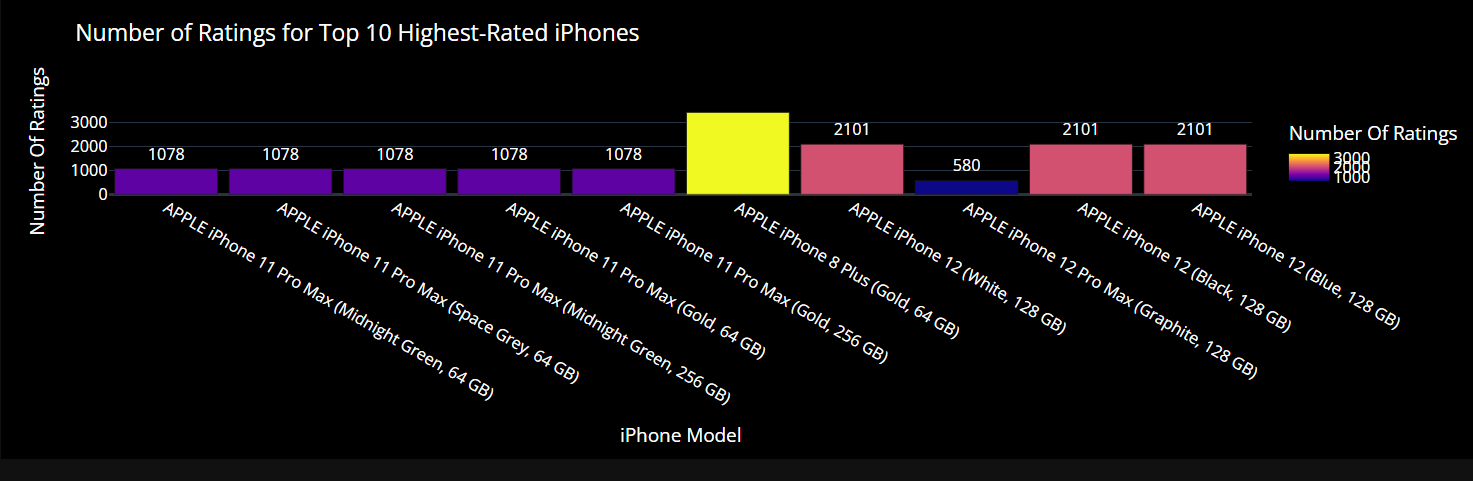 Number of Ratings for Top 10 Highest-Rated iPhones
Number Of Ratings
3000
2000
1000
0
1078
1078
1078
1078
1078
2101
580
2101
2101
APPLE iPhone 11 Pro Max (Midnight Green, 64 GB)
APPLE iPhone 11 Pro Max (Space Grey, 64 GB)
APPLE iPhone 11 Pro Max (Midnight Green, 256 GB)
APPLE iPhone 11 Pro Max (Gold, 64 GB)
APPLE iPhone 11 Pro Max (Gold, 256 GB)
APPLE iPhone 8 Plus (Gold, 64 GB)
APPLE iPhone 12 (White, 128 GB)
APPLE iPhone 12 Pro Max (Graphite, 128 GB)
APPLE iPhone 12 (Black, 128 GB)
APPLE iPhone 12 (Blue, 128 GB)
iPhone Model
Number Of Ratings
3000
2000
1000